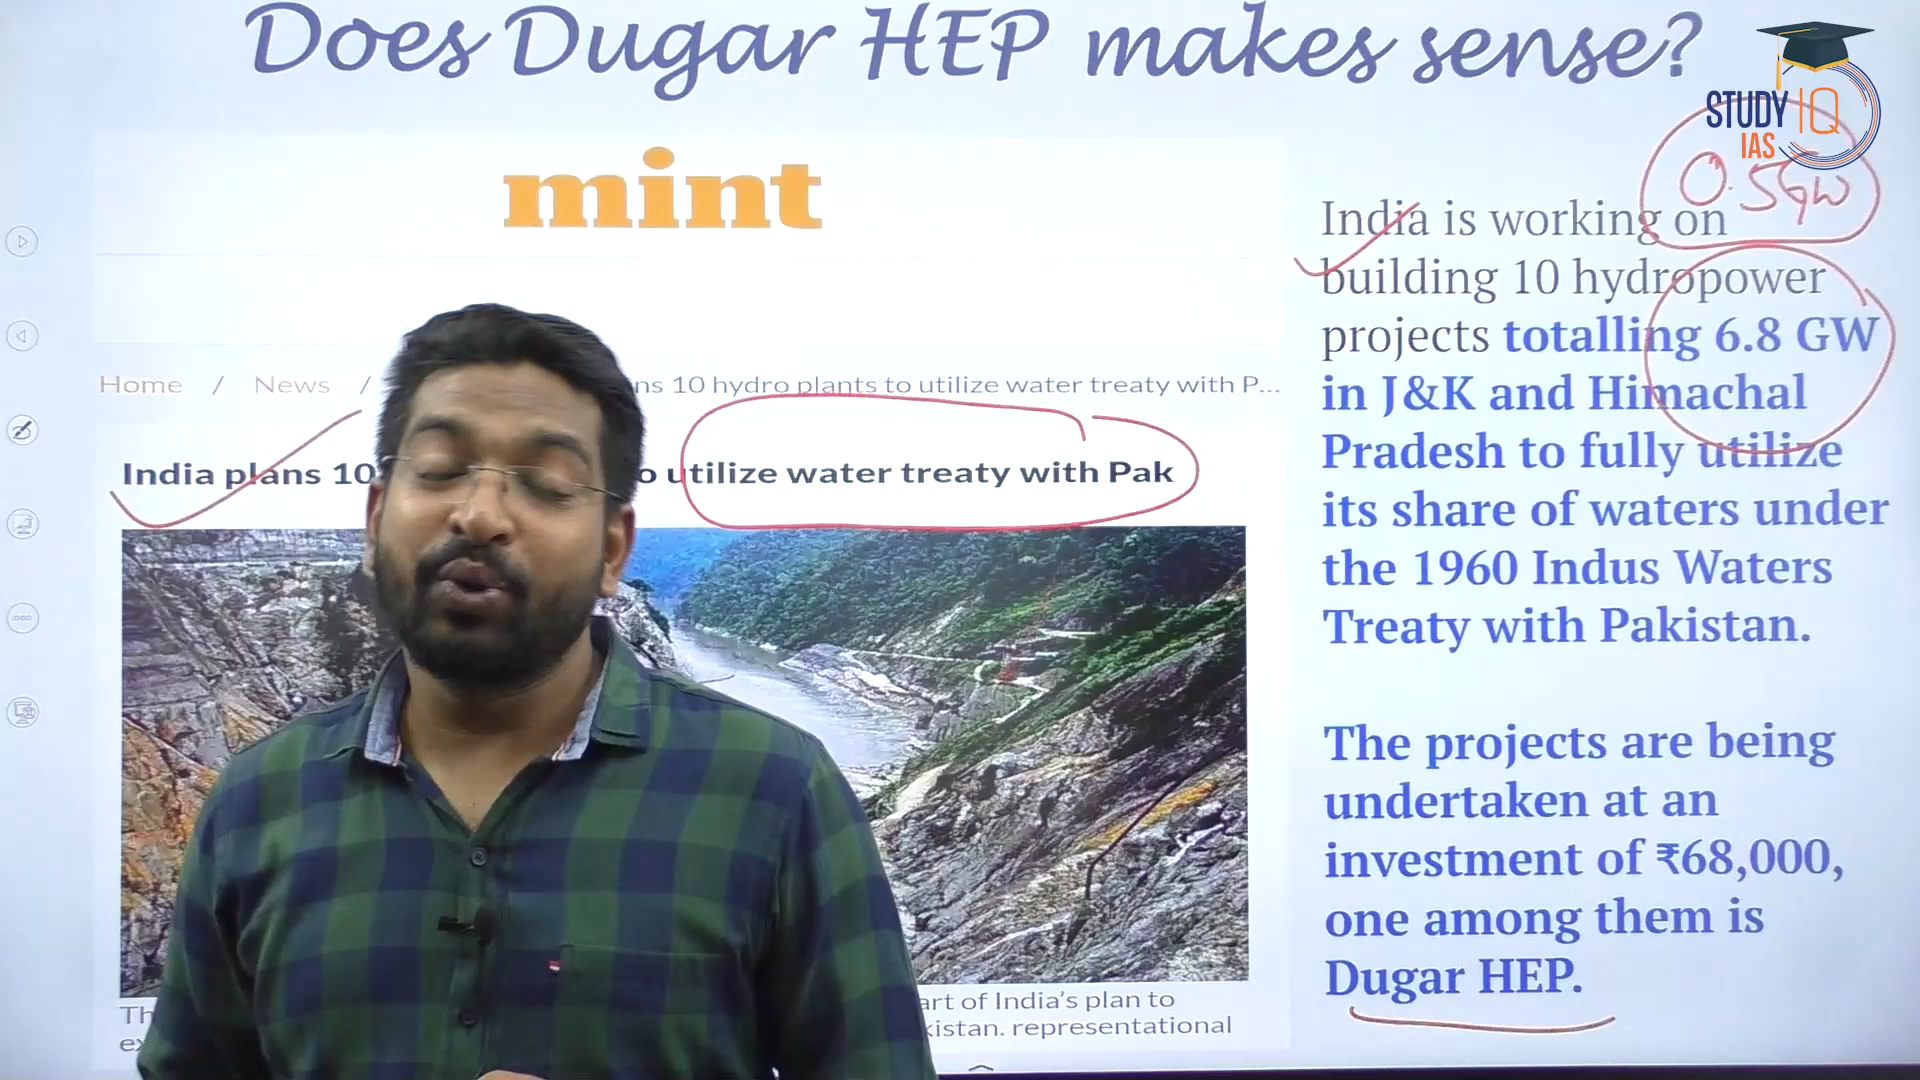 Does Dugar HEP makes sense?
STUDY IQ
IAS
0.5GW
mint
Home / News / ns 10 hydro plants to utilize water treaty with P...
India plans 10 o utilize water treaty with Pak
Th art of India's plan to
ex kistan. representational
India is working on
building 10 hydropower
projects totalling 6.8 GW
in J&K and Himachal
Pradesh to fully utilize
its share of waters under
the 1960 Indus Waters
Treaty with Pakistan.
The projects are being
undertaken at an
investment of ₹68,000,
one among them is
Dugar HEP.